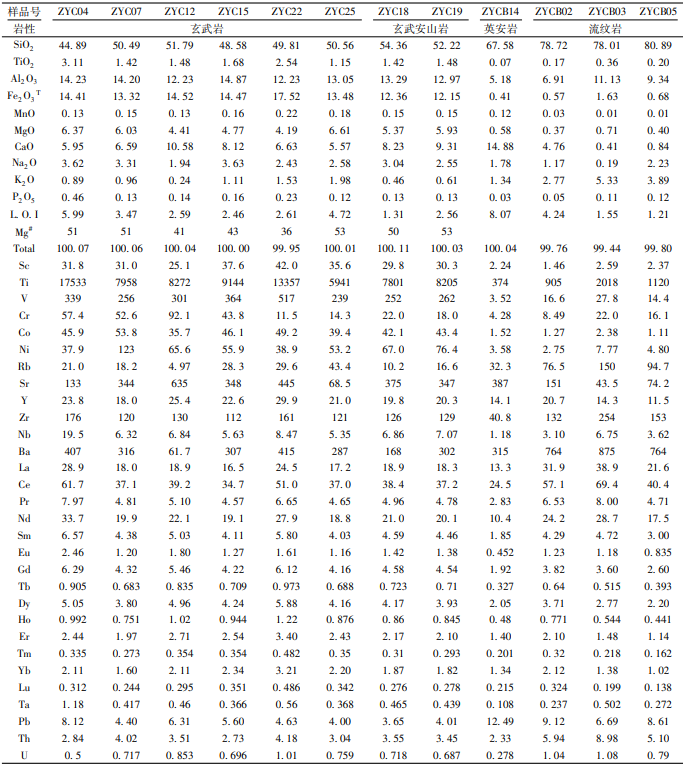 样品号 ZYC04 ZYC07 ZYC12 ZYC15 ZYC22 ZYC25 ZYC18 ZYC19 ZYCB14 ZYCB02 ZYCB03 ZYCB05
岩性 玄武岩 玄武安山岩 英安岩 流纹岩
SiO2 44.89 50.49 51.79 48.58 49.81 50.56 54.36 52.22 67.58 78.72 78.01 80.89
TiO2 3.11 1.42 1.48 1.68 2.54 1.15 1.42 1.48 0.07 0.17 0.36 0.20
Al2O3 14.23 14.20 12.23 14.87 12.23 13.05 13.29 12.97 5.18 6.91 11.13 9.34
Fe2O3T 14.41 13.32 14.52 14.47 17.52 13.48 12.36 12.15 0.41 0.57 1.63 0.68
MnO 0.13 0.15 0.13 0.16 0.22 0.18 0.15 0.15 0.12 0.03 0.01 0.01
MgO 6.37 6.03 4.41 4.77 4.19 6.61 5.37 5.93 0.58 0.37 0.71 0.40
CaO 5.95 6.59 10.58 8.12 6.63 5.57 8.23 9.31 14.88 4.76 0.41 0.84
Na2O 3.62 3.31 1.94 3.63 2.43 2.58 3.04 2.55 1.78 1.17 0.19 2.23
K2O 0.89 0.96 0.24 1.11 1.53 1.98 0.46 0.61 1.34 2.77 5.33 3.89
P2O5 0.46 0.13 0.14 0.16 0.23 0.12 0.13 0.13 0.03 0.05 0.11 0.12
L.O.I 5.99 3.47 2.59 2.46 2.61 4.72 1.31 2.56 8.07 4.24 1.55 1.21
Mg# 51 51 41 43 36 53 50 53
Total 100.07 100.06 100.04 100.00 99.95 100.01 100.11 100.03 100.04 99.76 99.44 99.80
Sc 31.8 31.0 25.1 37.6 42.0 35.6 29.8 30.3 2.24 1.46 2.59 2.37
Ti 17533 7958 8272 9144 13357 5941 7801 8205 374 905 2018 1120
V 339 256 301 364 517 239 252 262 3.52 16.6 27.8 14.4
Cr 57.4 52.6 92.1 43.8 11.5 14.3 22.0 18.0 4.28 8.49 22.0 16.1
Co 45.9 53.8 35.7 46.1 49.2 39.4 42.1 43.4 1.52 1.27 2.38 1.11
Ni 37.9 123 65.6 55.9 38.9 53.2 67.0 76.4 3.58 2.75 7.77 4.80
Rb 21.0 18.2 4.97 28.3 29.6 43.4 10.2 16.6 32.3 76.5 150 94.7
Sr 133 344 635 348 445 68.5 375 347 387 151 43.5 74.2
Y 23.8 18.0 25.4 22.6 29.9 21.0 19.8 20.3 14.1 20.7 14.3 11.5
Zr 176 120 130 112 161 121 126 129 40.8 132 254 153
Nb 19.5 6.32 6.84 5.63 8.47 5.35 6.86 7.07 1.18 3.10 6.75 3.62
Ba 407 316 61.7 307 415 287 168 302 315 764 875 764
La 28.9 18.0 18.9 16.5 24.5 17.2 18.9 18.3 13.3 31.9 38.9 21.6
Ce 61.7 37.1 39.2 34.7 51.0 37.0 38.4 37.2 24.5 57.1 69.4 40.4
Pr 7.97 4.81 5.10 4.57 6.65 4.65 4.96 4.78 2.83 6.53 8.00 4.71
Nd 33.7 19.9 22.1 19.1 27.9 18.8 21.0 20.1 10.4 24.2 28.7 17.5
Sm 6.57 4.38 5.03 4.11 5.80 4.03 4.59 4.46 1.85 4.29 4.72 3.00
Eu 2.46 1.20 1.80 1.27 1.61 1.16 1.42 1.38 0.452 1.23 1.18 0.835
Gd 6.29 4.32 5.46 4.22 6.12 4.16 4.58 4.54 1.92 3.82 3.60 2.60
Tb 0.905 0.683 0.835 0.709 0.973 0.688 0.723 0.71 0.327 0.64 0.515 0.393
Dy 5.05 3.80 4.96 4.24 5.88 4.16 4.17 3.93 2.05 3.71 2.77 2.20
Ho 0.992 0.751 1.02 0.944 1.22 0.876 0.86 0.845 0.48 0.771 0.544 0.441
Er 2.44 1.97 2.71 2.54 3.40 2.43 2.17 2.10 1.40 2.10 1.48 1.14
Tm 0.335 0.273 0.354 0.354 0.482 0.35 0.31 0.293 0.201 0.32 0.218 0.162
Yb 2.11 1.60 2.11 2.34 3.21 2.20 1.87 1.82 1.34 2.12 1.38 1.02
Lu 0.312 0.244 0.295 0.351 0.486 0.342 0.276 0.278 0.215 0.324 0.199 0.138
Ta 1.18 0.417 0.46 0.366 0.56 0.368 0.465 0.439 0.108 0.237 0.502 0.272
Pb 8.12 4.40 6.31 5.60 4.63 4.00 3.65 4.01 12.49 9.12 6.69 8.61
Th 2.84 4.02 3.51 2.73 4.18 3.04 3.55 3.45 2.33 5.94 8.98 5.10
U 0.5 0.717 0.853 0.696 1.01 0.759 0.718 0.687 0.278 1.04 1.08 0.79